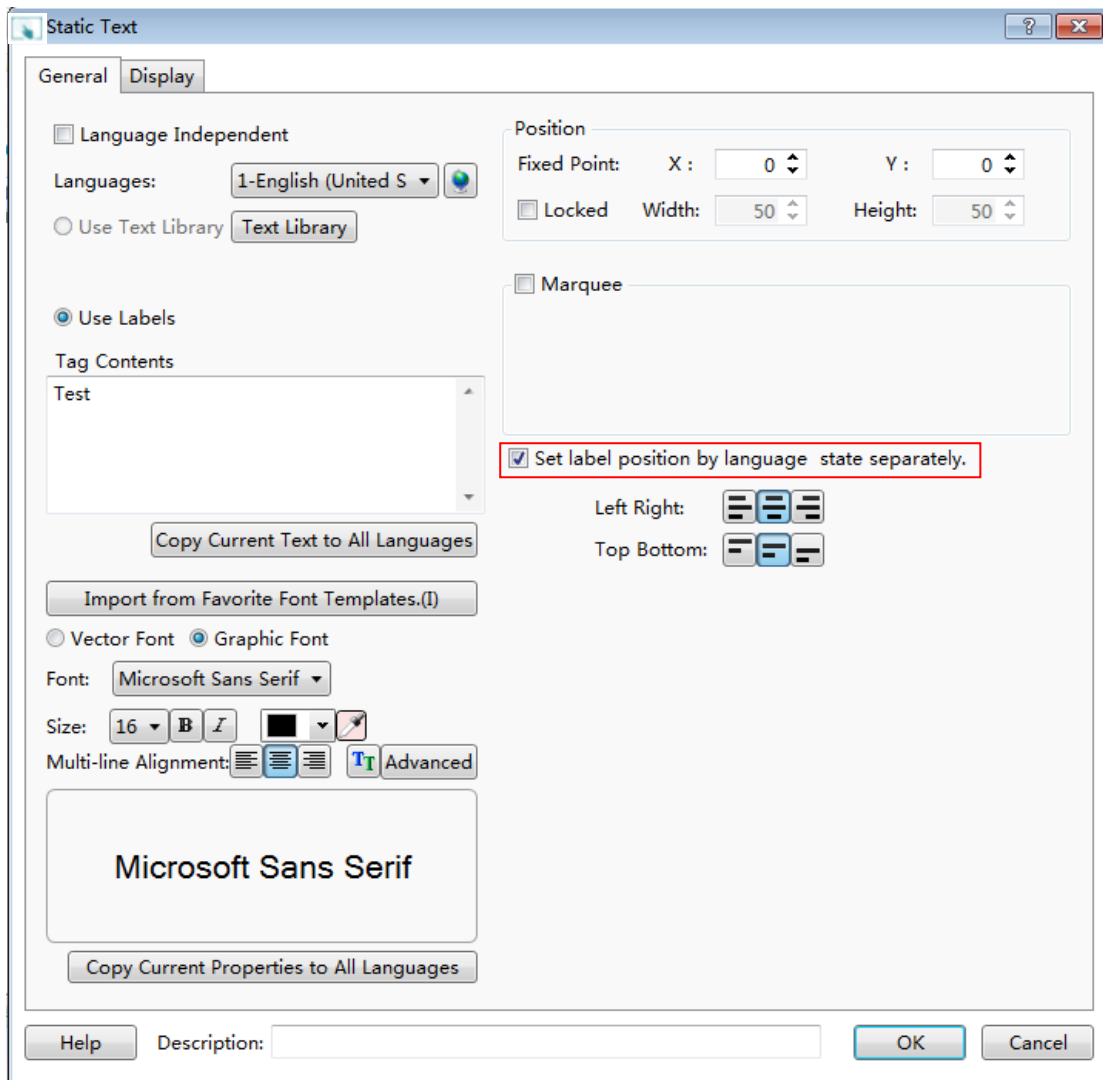 Static Text
General Display
Language Independent
Languages: 1-English (United S
Use Text Library Text Library
Use Labels
Tag Contents
Test
Copy Current Text to All Languages
Import from Favorite Font Templates.(I)
Vector Font Graphic Font
Font: Microsoft Sans Serif
Size: 16 B I
Multi-line Alignment: TT Advanced
Microsoft Sans Serif
Copy Current Properties to All Languages
Position
Fixed Point: X : 0 Y : 0
Locked Width: 50 Height: 50
Marquee
Set label position by language state separately.
Left Right:
Top Bottom:
Help Description: OK Cancel